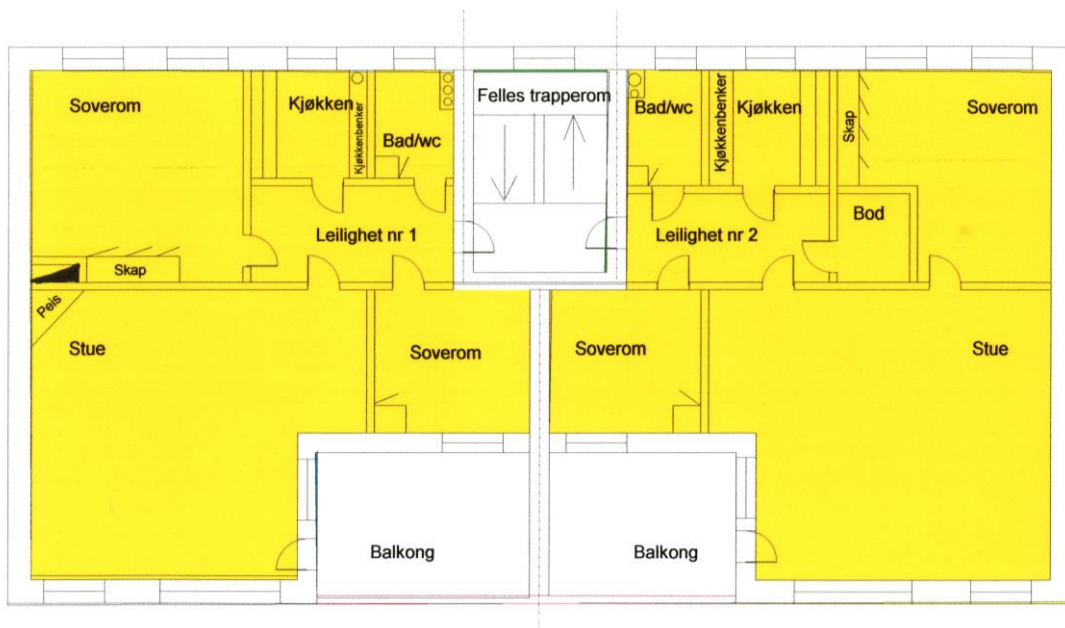 Soverom
Kjøkken
Kjøkkenbenker
Bad/wc
Felles trapperom
Bad/wc
Kjøkkenbenker
Kjøkken
Skap
Soverom
Leilighet nr 1
Leilighet nr 2
Bod
Skap
Peis
Stue
Soverom
Soverom
Stue
Balkong
Balkong